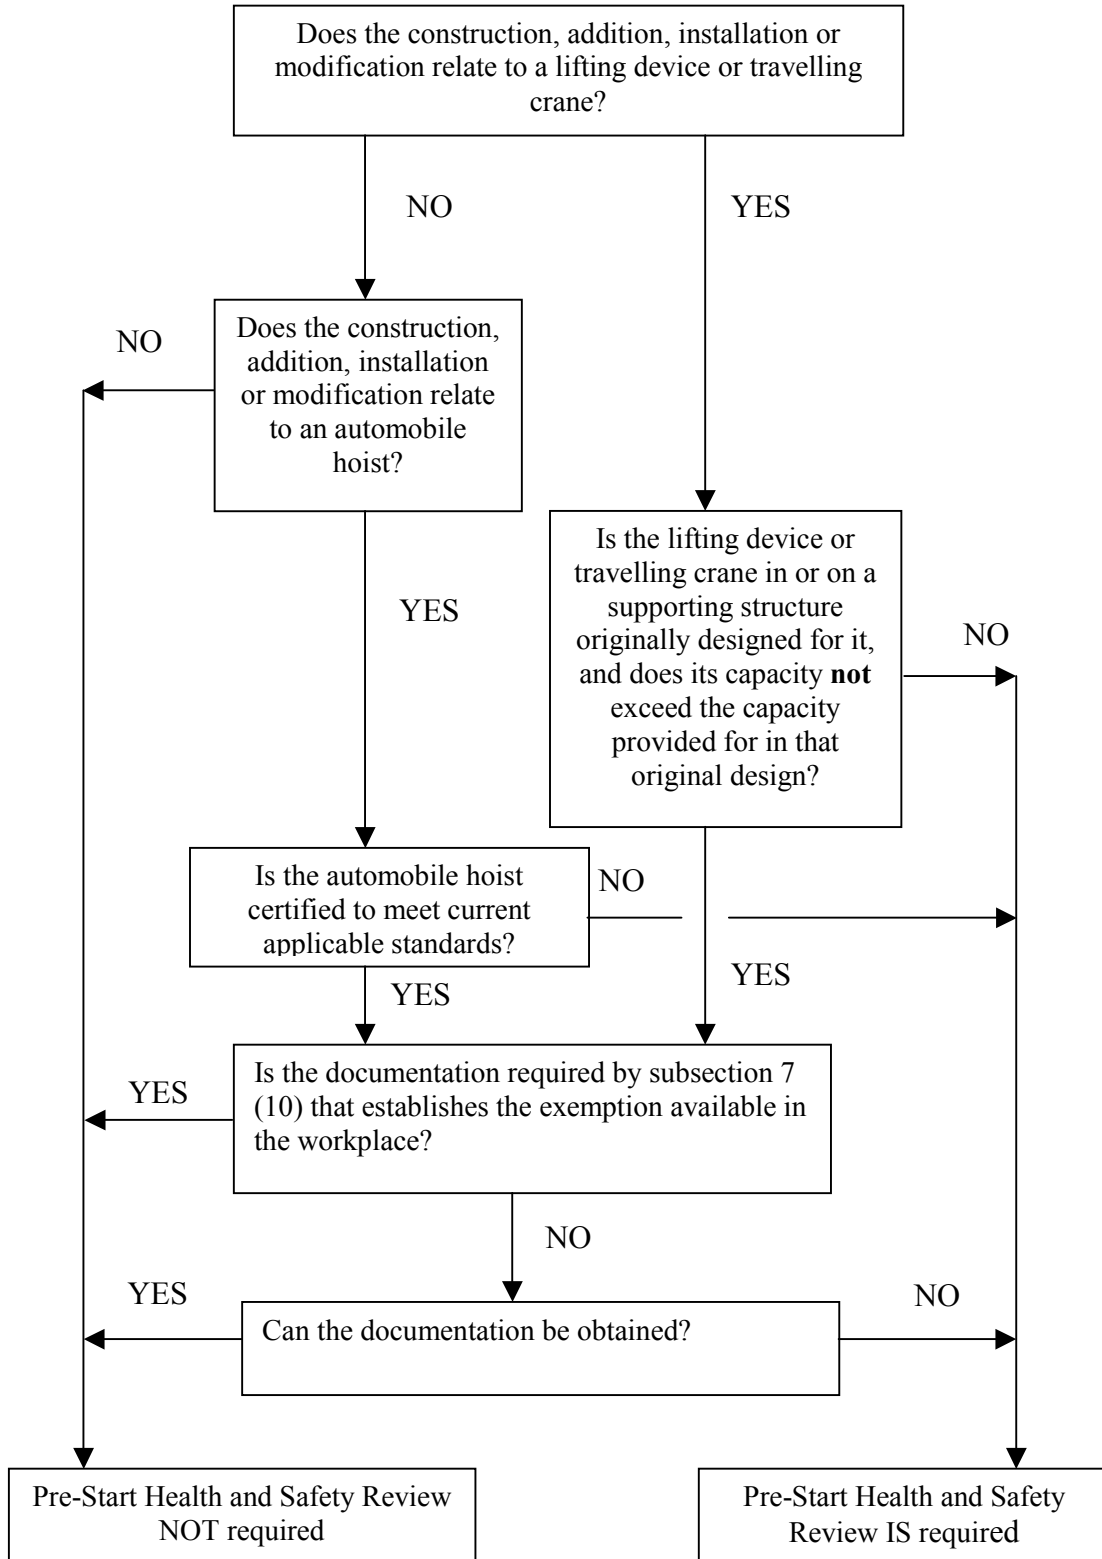 Does the construction, addition, installation or
modification relate to a lifting device or travelling
crane?
NO
YES
NO
Does the construction,
addition, installation
or modification relate
to an automobile
hoist?
YES
Is the lifting device or
travelling crane in or on a
supporting structure
originally designed for it,
and does its capacity not
exceed the capacity
provided for in that
original design?
NO
Is the automobile hoist
certified to meet current
applicable standards?
NO
YES
YES
Is the documentation required by subsection 7
(10) that establishes the exemption available in
the workplace?
YES
NO
YES
Can the documentation be obtained?
NO
Pre-Start Health and Safety Review
NOT required
Pre-Start Health and Safety
Review IS required